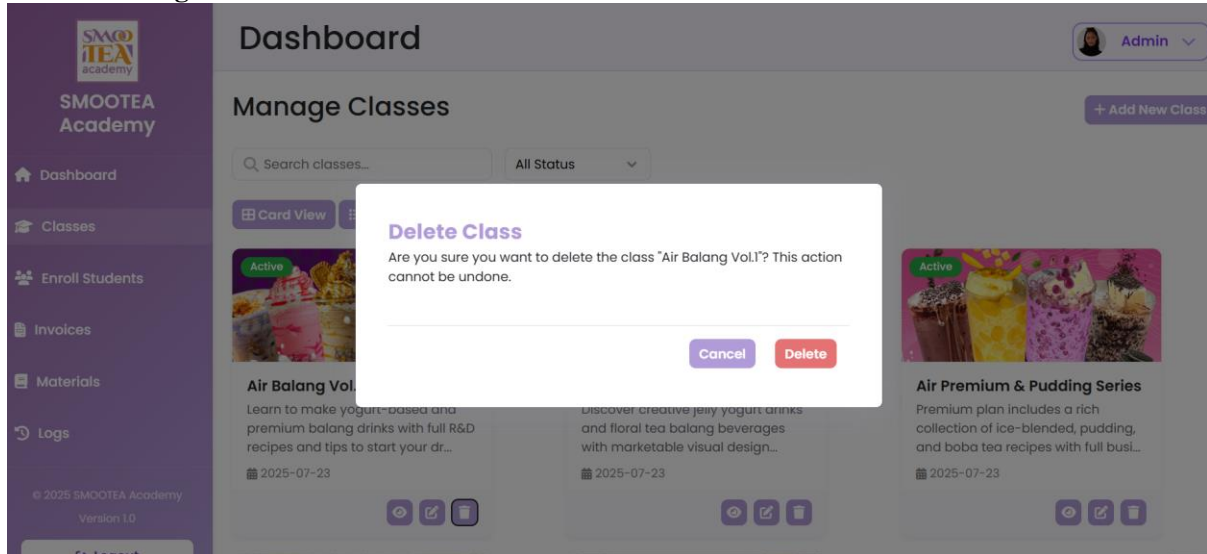 SMOO
TEA
academy
SMOOTEA
Academy
Dashboard
Classes
Enroll Students
Invoices
Materials
Logs
© 2025 SMOOTEA Academy
Version 1.0
Dashboard
Admin
Manage Classes
+ Add New Class
Search classes...
All Status
Card View
Delete Class
Are you sure you want to delete the class "Air Balang Vol.1"? This action
cannot be undone.
Cancel
Delete
Active
Air Balang Vol.
Learn to make yogurt-based and
premium balang drinks with full R&D
recipes and tips to start your dr...
2025-07-23
Discover creative jelly yogurt drinks
and floral tea balang beverages
with marketable visual design...
2025-07-23
Active
Air Premium & Pudding Series
Premium plan includes a rich
collection of ice-blended, pudding,
and boba tea recipes with full busi...
2025-07-23